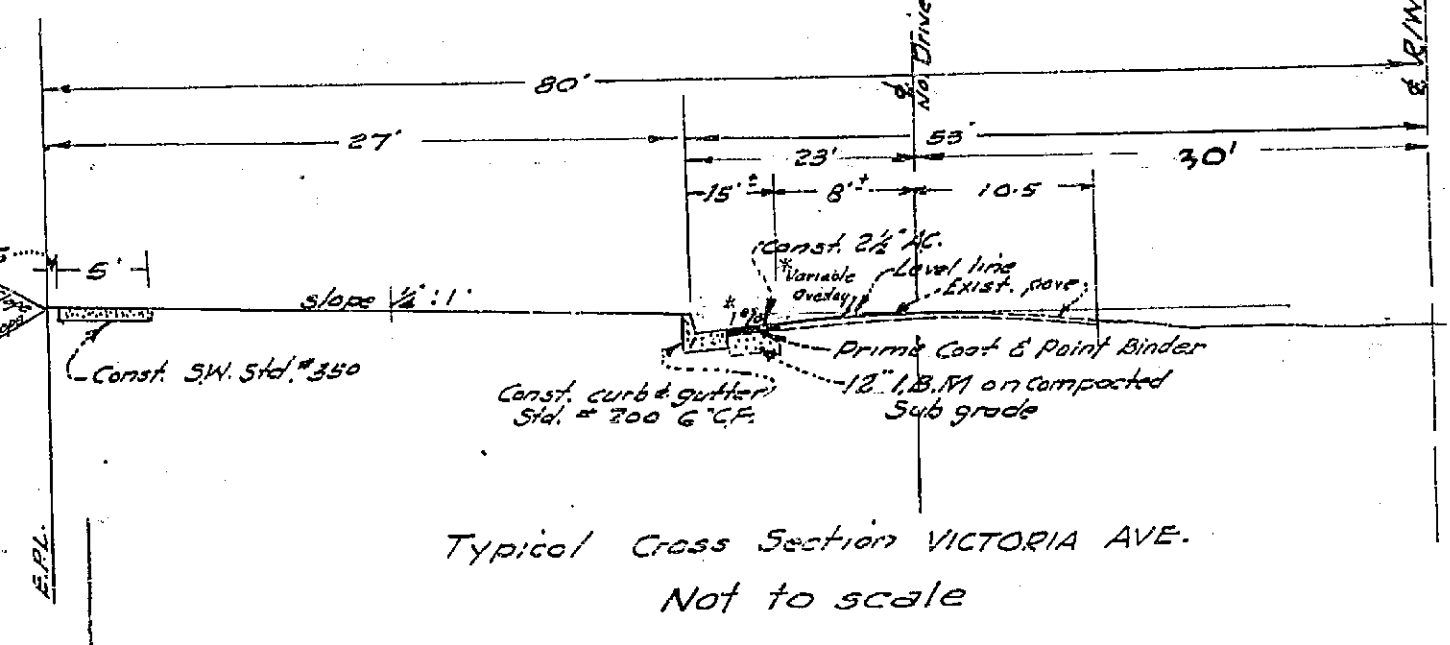 80'
℄ No. Drive
℄ R/W
27'
53'
23'
30'
15'±
8'±
10.5
5'
Const. 2½" A.C.
*Variable
Overlay
Level line
Exist. pave.
slope ¼":1'
*
1%
Const. S.W. Std. #350
Prime Coat & Paint Binder
Const. curb & gutter
Std. # 200 6" C.F.
12" I.B.M on Compacted
Sub grade
E.P.L.
Typical Cross Section VICTORIA AVE.
Not to scale